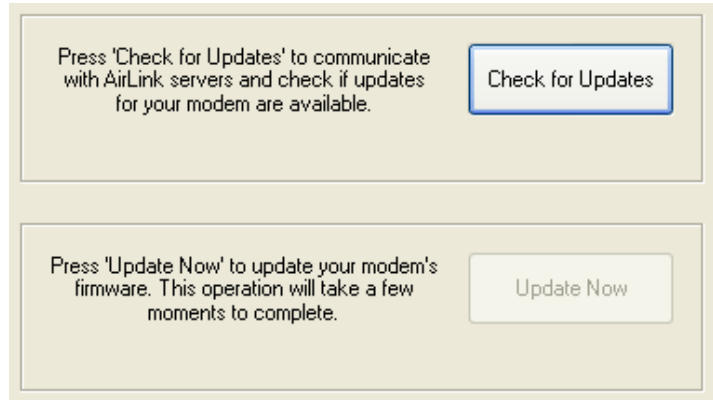 Press 'Check for Updates' to communicate
with AirLink servers and check if updates
for your modem are available.
Check for Updates
Press 'Update Now' to update your modem's
firmware. This operation will take a few
moments to complete.
Update Now